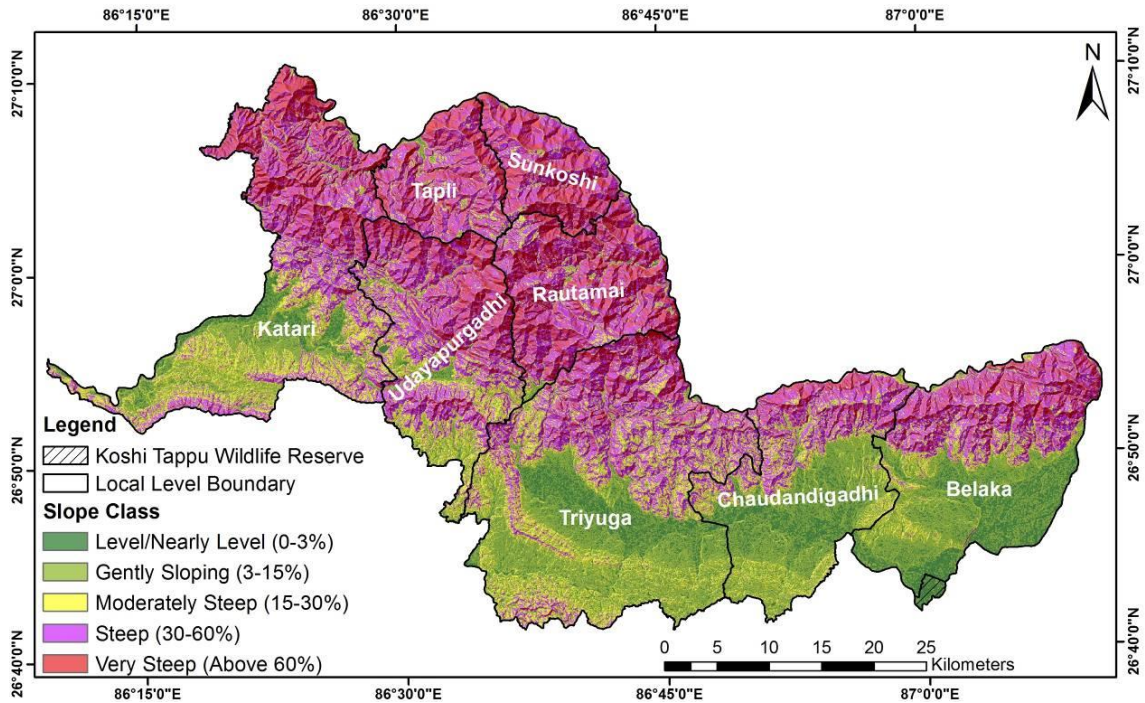 86°15'0"E 86°30'0"E 86°45'0"E 87°0'0"E
27°10'0"N
27°0'0"N
26°50'0"N
26°40'0"N
N
27°10'0"N
27°0'0"N
26°50'0"N
26°40'0"N
Sunkoshi
Tapli
Rautamai
Katari
Udayapurgadhi
Triyuga
Chaudandigadhi
Belaka
Legend
Koshi Tappu Wildlife Reserve
Local Level Boundary
Slope Class
Level/Nearly Level (0-3%)
Gently Sloping (3-15%)
Moderately Steep (15-30%)
Steep (30-60%)
Very Steep (Above 60%)
0 5 10 15 20 25
Kilometers
86°15'0"E 86°30'0"E 86°45'0"E 87°0'0"E